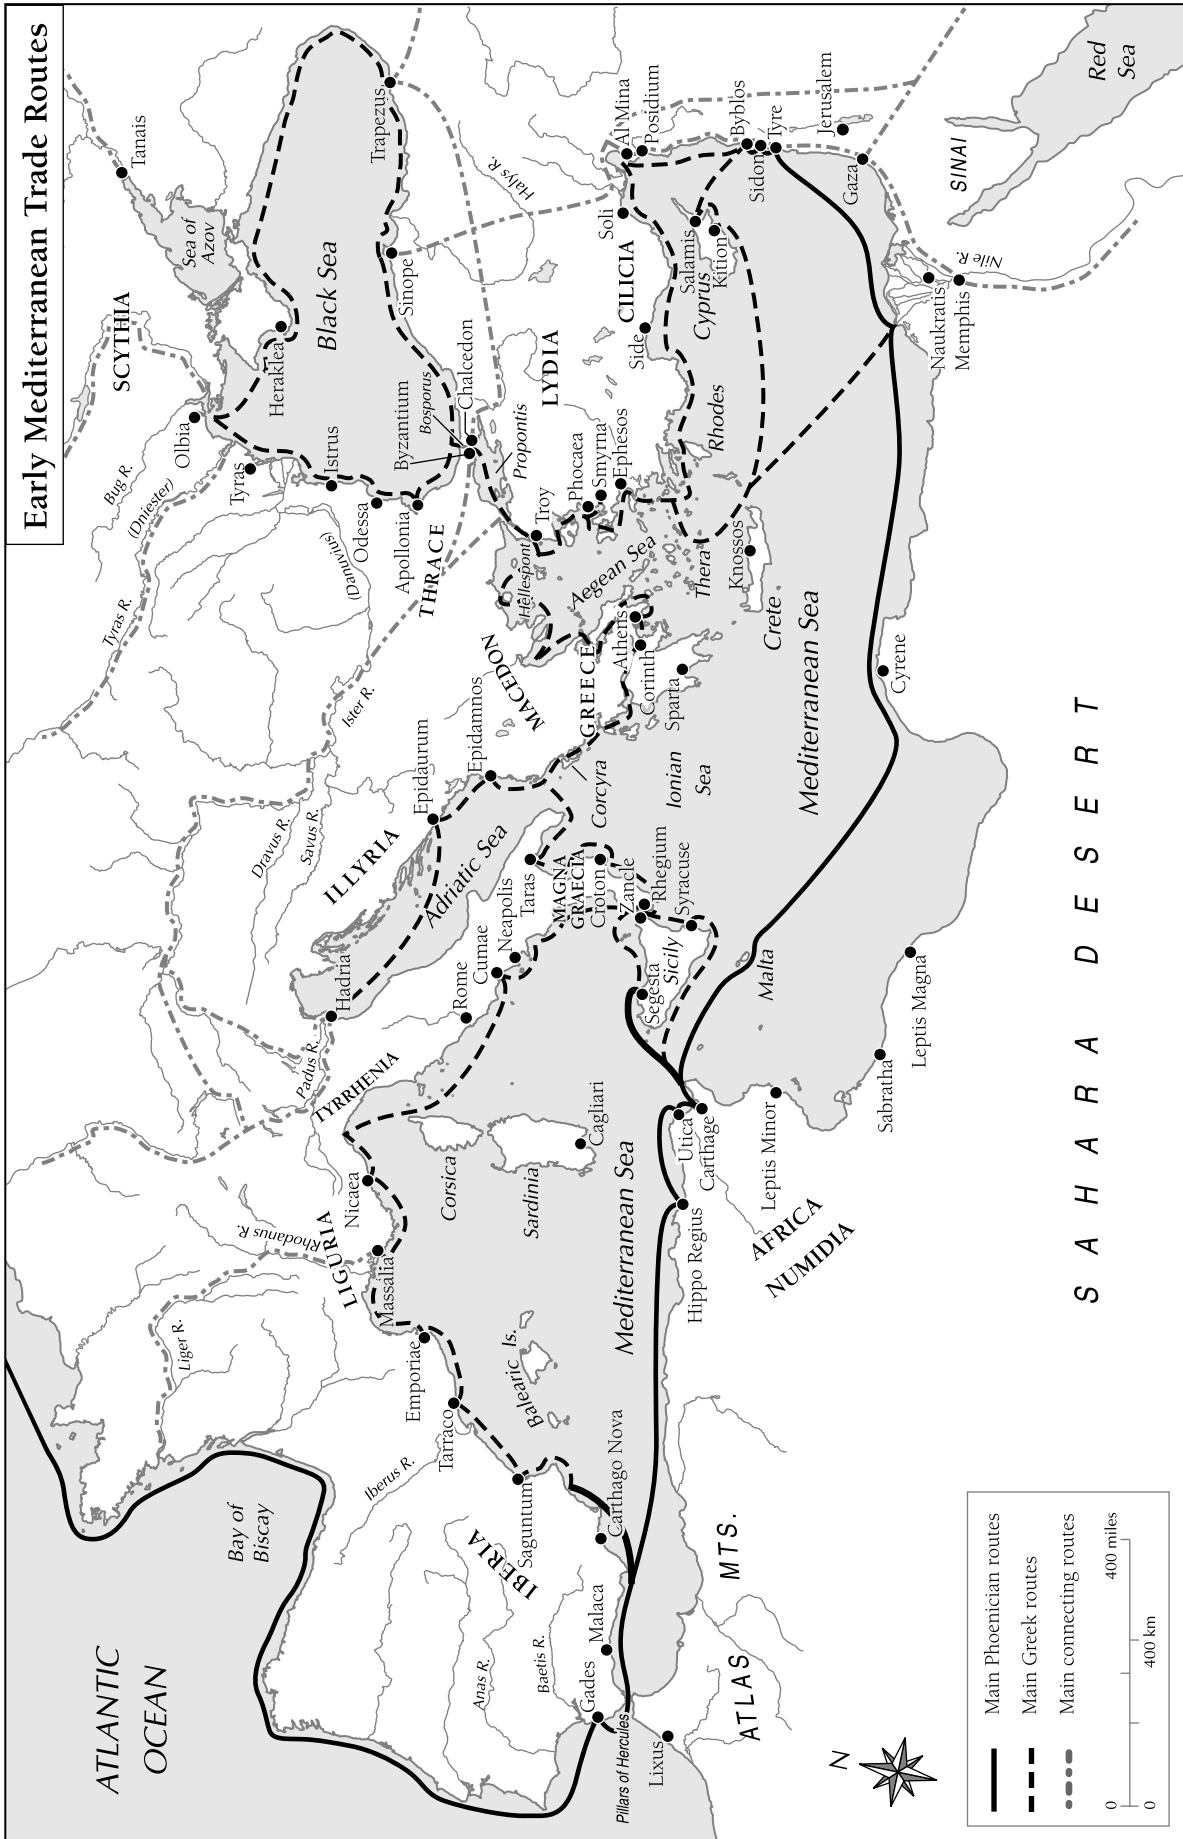 Early Mediterranean Trade Routes
ATLANTIC
OCEAN
Bay of
Biscay
Liger R.
Rhodanus R.
LIGURIA
Massalia
Nicaea
Emporiae
Tarraco
Iberus R.
Saguntum
IBERIA
Carthago Nova
Malaca
Gades
Anas R.
Baetis R.
Pillars of Hercules
Lixus
ATLAS
MTS.
Balearic Is.
Corsica
Sardinia
Cagliari
Mediterranean Sea
Hippo Regius
Utica
Carthage
AFRICA
NUMIDIA
Leptis Minor
Sabratha
Leptis Magna
SAHARA DESERT
TYRRHENIA
Padus R.
Hadria
Rome
Cumae
Neapolis
Taras
MAGNA
GRAECIA
Croton
Zancle
Rhegium
Syracuse
Segesta
Sicily
Malta
Adriatic Sea
ILLYRIA
Dravus R.
Savus R.
Epidaurum
Epidamnos
Corcyra
Ionian
Sea
Mediterranean Sea
Ister R.
MACEDON
GREECE
Athens
Corinth
Sparta
Crete
Knossos
Thera
Aegean Sea
Cyrene
Tyras R.
(Dniester)
Bug R.
(Danuvius)
THRACE
Hellespont
Troy
Propontis
Phocaea
Smyrna
Ephesos
Rhodes
LYDIA
Byzantium
Bosporus
Chalcedon
Apollonia
Odessa
Istrus
Tyras
Olbia
SCYTHIA
Heraklea
Black Sea
Sea of
Azov
Tanais
Sinope
Trapezus
Halys R.
CILICIA
Side
Soli
Al Mina
Posidium
Cyprus
Salamis
Kition
Byblos
Sidon
Tyre
Jerusalem
Gaza
SINAI
Red
Sea
Nile R.
Naukratis
Memphis
N
Main Phoenician routes
Main Greek routes
Main connecting routes
0
400 miles
0
400 km